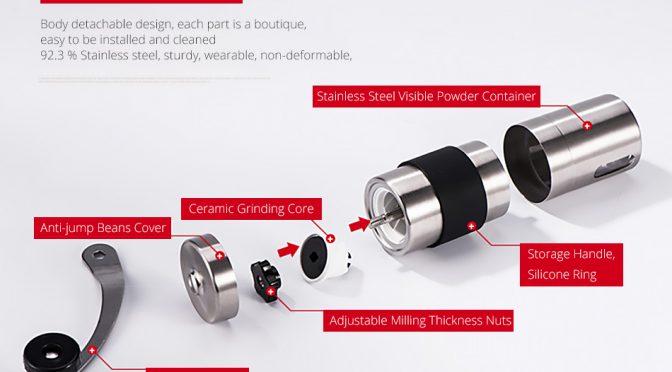 Body detachable design, each part is a boutique,
easy to be installed and cleaned
92.3 % Stainless steel, sturdy, wearable, non-deformable,
Stainless Steel Visible Powder Container
Ceramic Grinding Core
Anti-jump Beans Cover
Storage Handle,
Silicone Ring
Adjustable Milling Thickness Nuts